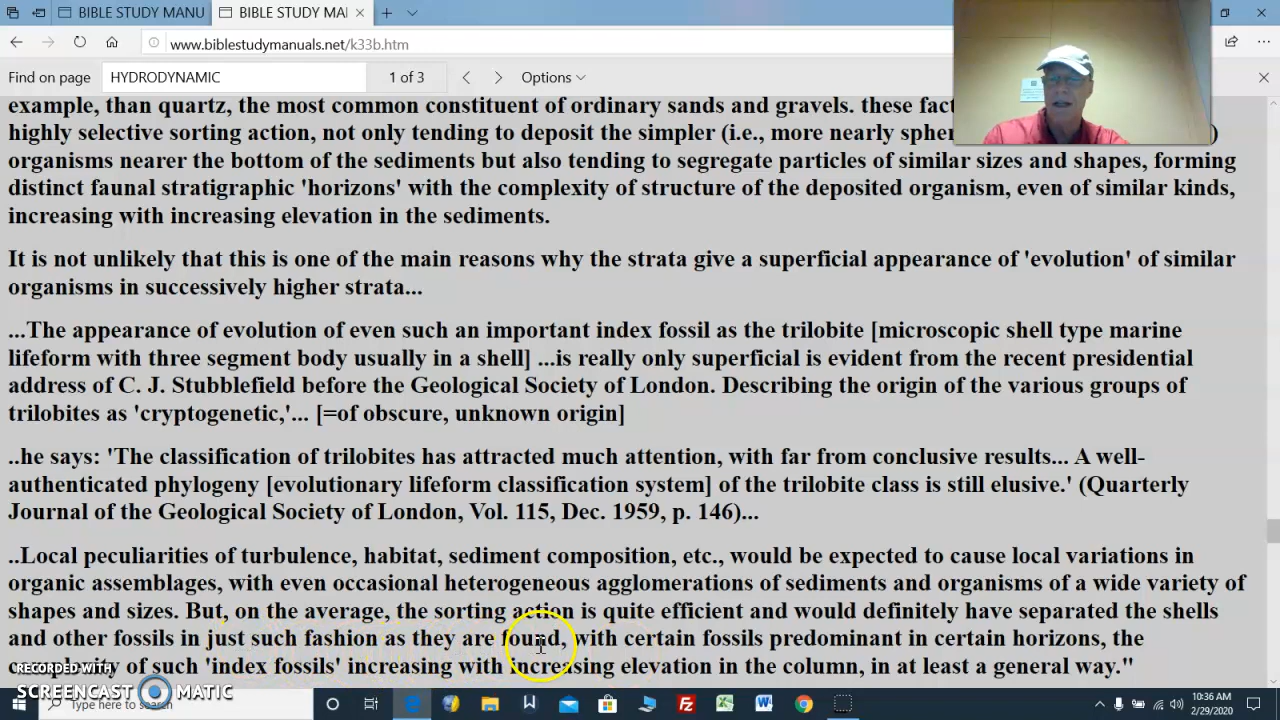 BIBLE STUDY MANU
BIBLE STUDY MAI
www.biblestudymanuals.net/k33b.htm
Find on page HYDRODYNAMIC 1 of 3 Options
example, than quartz, the most common constituent of ordinary sands and gravels. these fact
highly selective sorting action, not only tending to deposit the simpler (i.e., more nearly spher )
organisms nearer the bottom of the sediments but also tending to segregate particles of similar sizes and shapes, forming
distinct faunal stratigraphic 'horizons' with the complexity of structure of the deposited organism, even of similar kinds,
increasing with increasing elevation in the sediments.
It is not unlikely that this is one of the main reasons why the strata give a superficial appearance of 'evolution' of similar
organisms in successively higher strata...
...The appearance of evolution of even such an important index fossil as the trilobite [microscopic shell type marine
lifeform with three segment body usually in a shell] ...is really only superficial is evident from the recent presidential
address of C. J. Stubblefield before the Geological Society of London. Describing the origin of the various groups of
trilobites as 'cryptogenetic,'... [=of obscure, unknown origin]
..he says: 'The classification of trilobites has attracted much attention, with far from conclusive results... A well-
authenticated phylogeny [evolutionary lifeform classification system] of the trilobite class is still elusive.' (Quarterly
Journal of the Geological Society of London, Vol. 115, Dec. 1959, p. 146)...
..Local peculiarities of turbulence, habitat, sediment composition, etc., would be expected to cause local variations in
organic assemblages, with even occasional heterogeneous agglomerations of sediments and organisms of a wide variety of
shapes and sizes. But, on the average, the sorting action is quite efficient and would definitely have separated the shells
and other fossils in just such fashion as they are found, with certain fossils predominant in certain horizons, the
complexity of such 'index fossils' increasing with increasing elevation in the column, in at least a general way."
RECORDED WITH
SCREENCAST MATIC
Type here to search
10:36 AM
2/29/2020